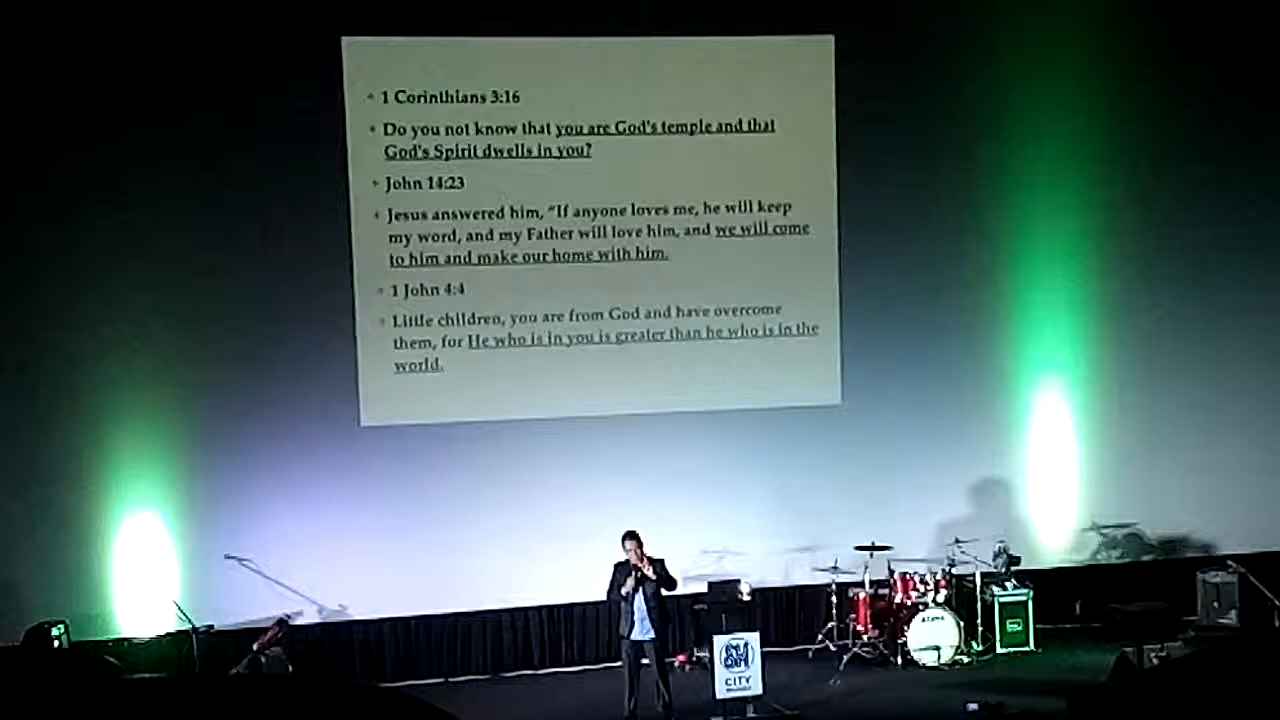 1 Corinthians 3:16
Do you not know that you are God's temple and that
God's Spirit dwells in you?
John 14:23
Jesus answered him, "If anyone loves me, he will keep
my word, and my Father will love him, and we will come
to him and make our home with him.
1 John 4:4
Little children, you are from God and have overcome
them, for He who is in you is greater than he who is in the
world.
SM
CITY
TAMA